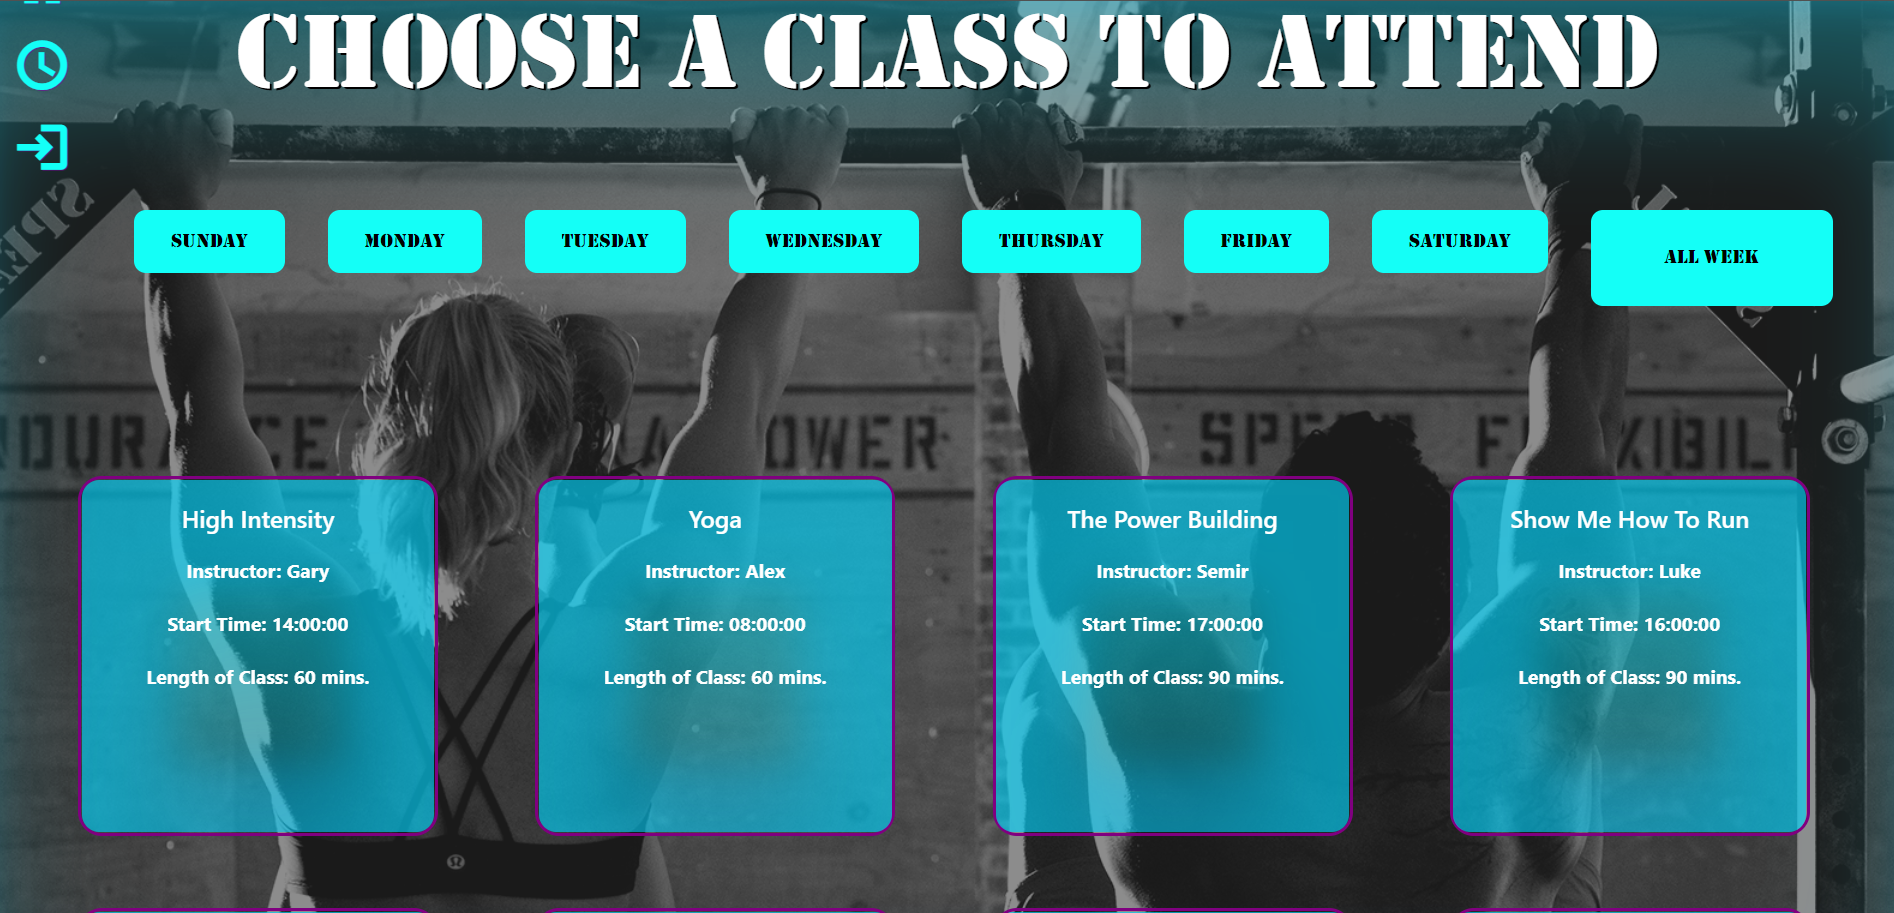 CHOOSE A CLASS TO ATTEND
SUNDAY
MONDAY
TUESDAY
WEDNESDAY
THURSDAY
FRIDAY
SATURDAY
ALL WEEK
POWER
High Intensity
Instructor: Gary
Start Time: 14:00:00
Length of Class: 60 mins.
Yoga
Instructor: Alex
Start Time: 08:00:00
Length of Class: 60 mins.
The Power Building
Instructor: Semir
Start Time: 17:00:00
Length of Class: 90 mins.
Show Me How To Run
Instructor: Luke
Start Time: 16:00:00
Length of Class: 90 mins.